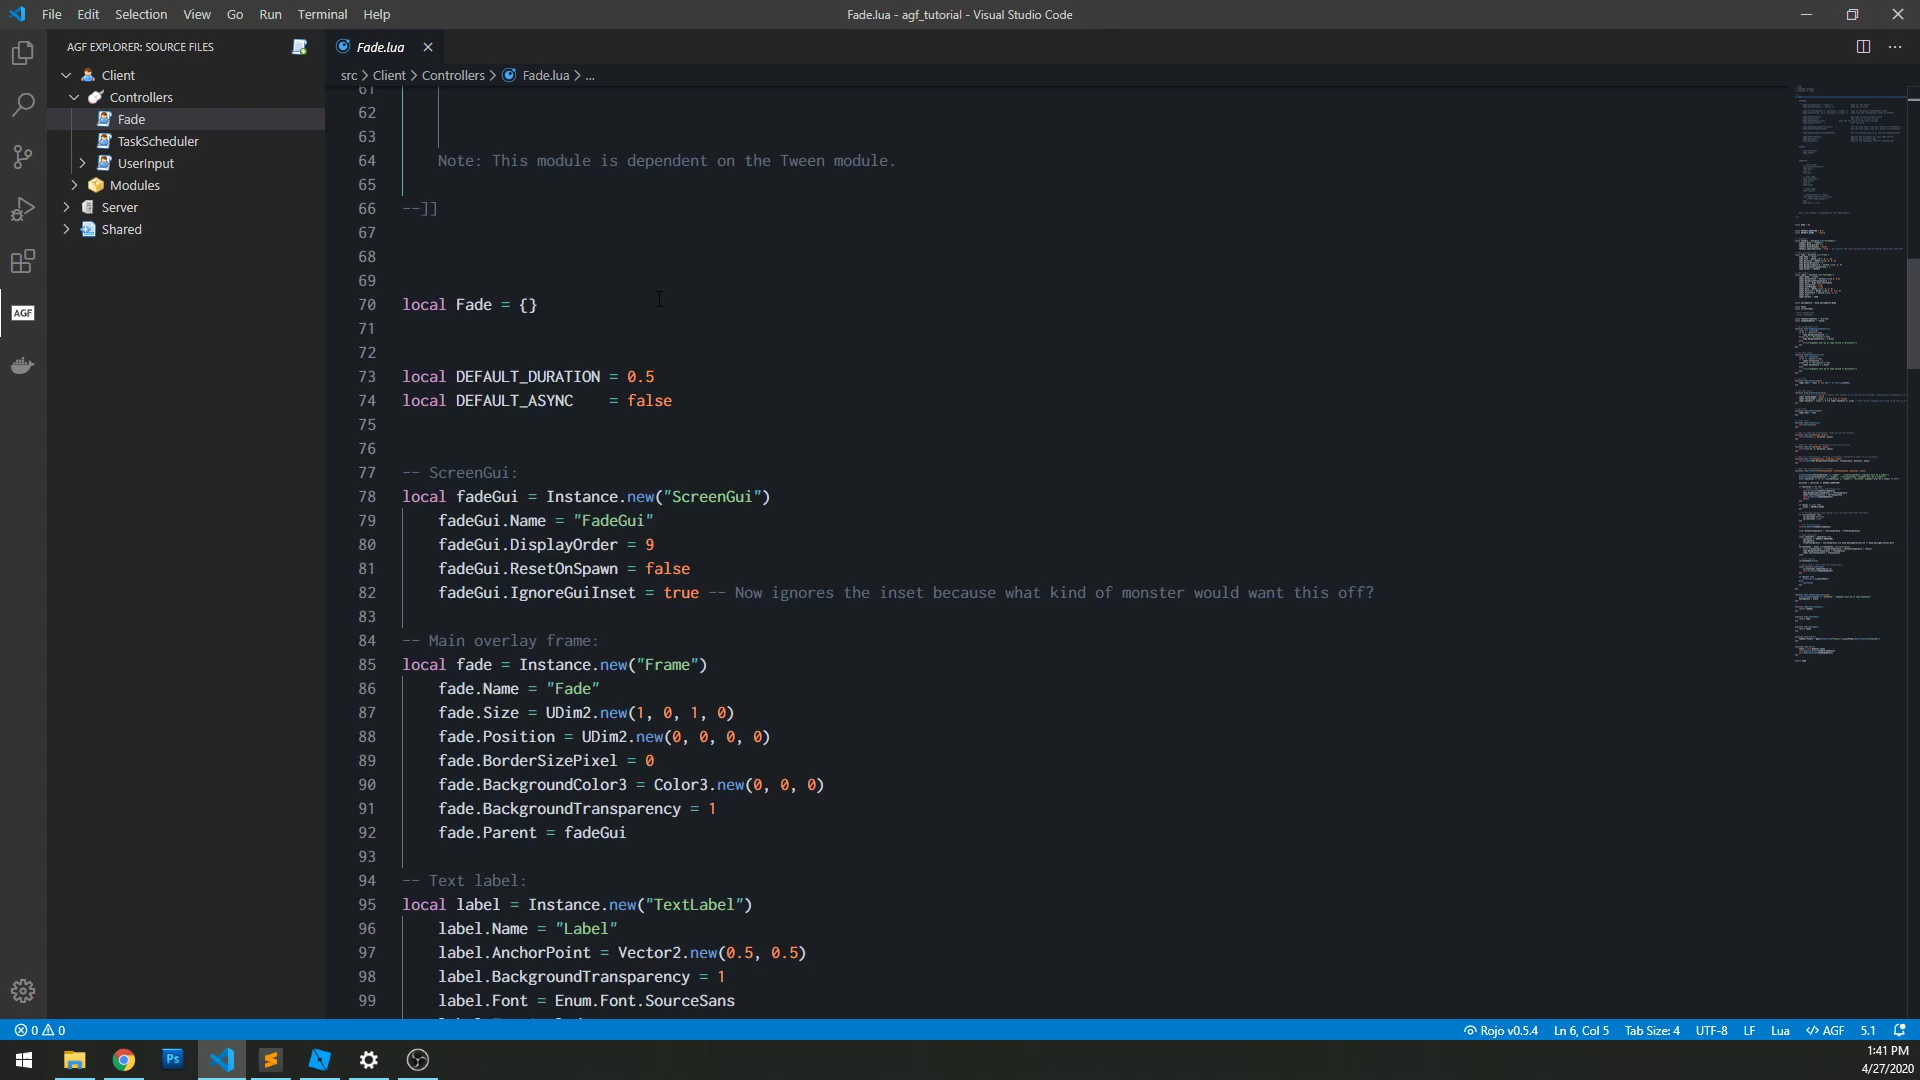 File Edit Selection View Go Run Terminal Help
Fade.lua - agf_tutorial - Visual Studio Code
AGF EXPLORER: SOURCE FILES
Client
Controllers
Fade
TaskScheduler
UserInput
Modules
Server
Shared
AGF
Fade.lua
src > Client > Controllers > Fade.lua > ...
61
62
63
64 Note: This module is dependent on the Tween module.
65
66 --]]
67
68
69
70 local Fade = {}
71
72
73 local DEFAULT_DURATION = 0.5
74 local DEFAULT_ASYNC = false
75
76
77 -- ScreenGui:
78 local fadeGui = Instance.new("ScreenGui")
79 fadeGui.Name = "FadeGui"
80 fadeGui.DisplayOrder = 9
81 fadeGui.ResetOnSpawn = false
82 fadeGui.IgnoreGuiInset = true -- Now ignores the inset because what kind of monster would want this off?
83
84 -- Main overlay frame:
85 local fade = Instance.new("Frame")
86 fade.Name = "Fade"
87 fade.Size = UDim2.new(1, 0, 1, 0)
88 fade.Position = UDim2.new(0, 0, 0, 0)
89 fade.BorderSizePixel = 0
90 fade.BackgroundColor3 = Color3.new(0, 0, 0)
91 fade.BackgroundTransparency = 1
92 fade.Parent = fadeGui
93
94 -- Text label:
95 local label = Instance.new("TextLabel")
96 label.Name = "Label"
97 label.AnchorPoint = Vector2.new(0.5, 0.5)
98 label.BackgroundTransparency = 1
99 label.Font = Enum.Font.SourceSans
0 0
Rojo v0.5.4 Ln 6, Col 5 Tab Size: 4 UTF-8 LF Lua </> AGF 5.1
Ps
1:41 PM
4/27/2020